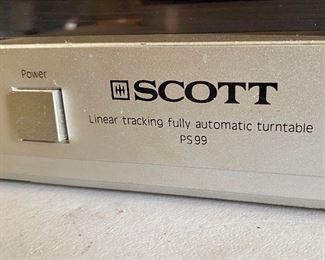 Power
SCOTT
Linear tracking fully automatic turntable
PS99